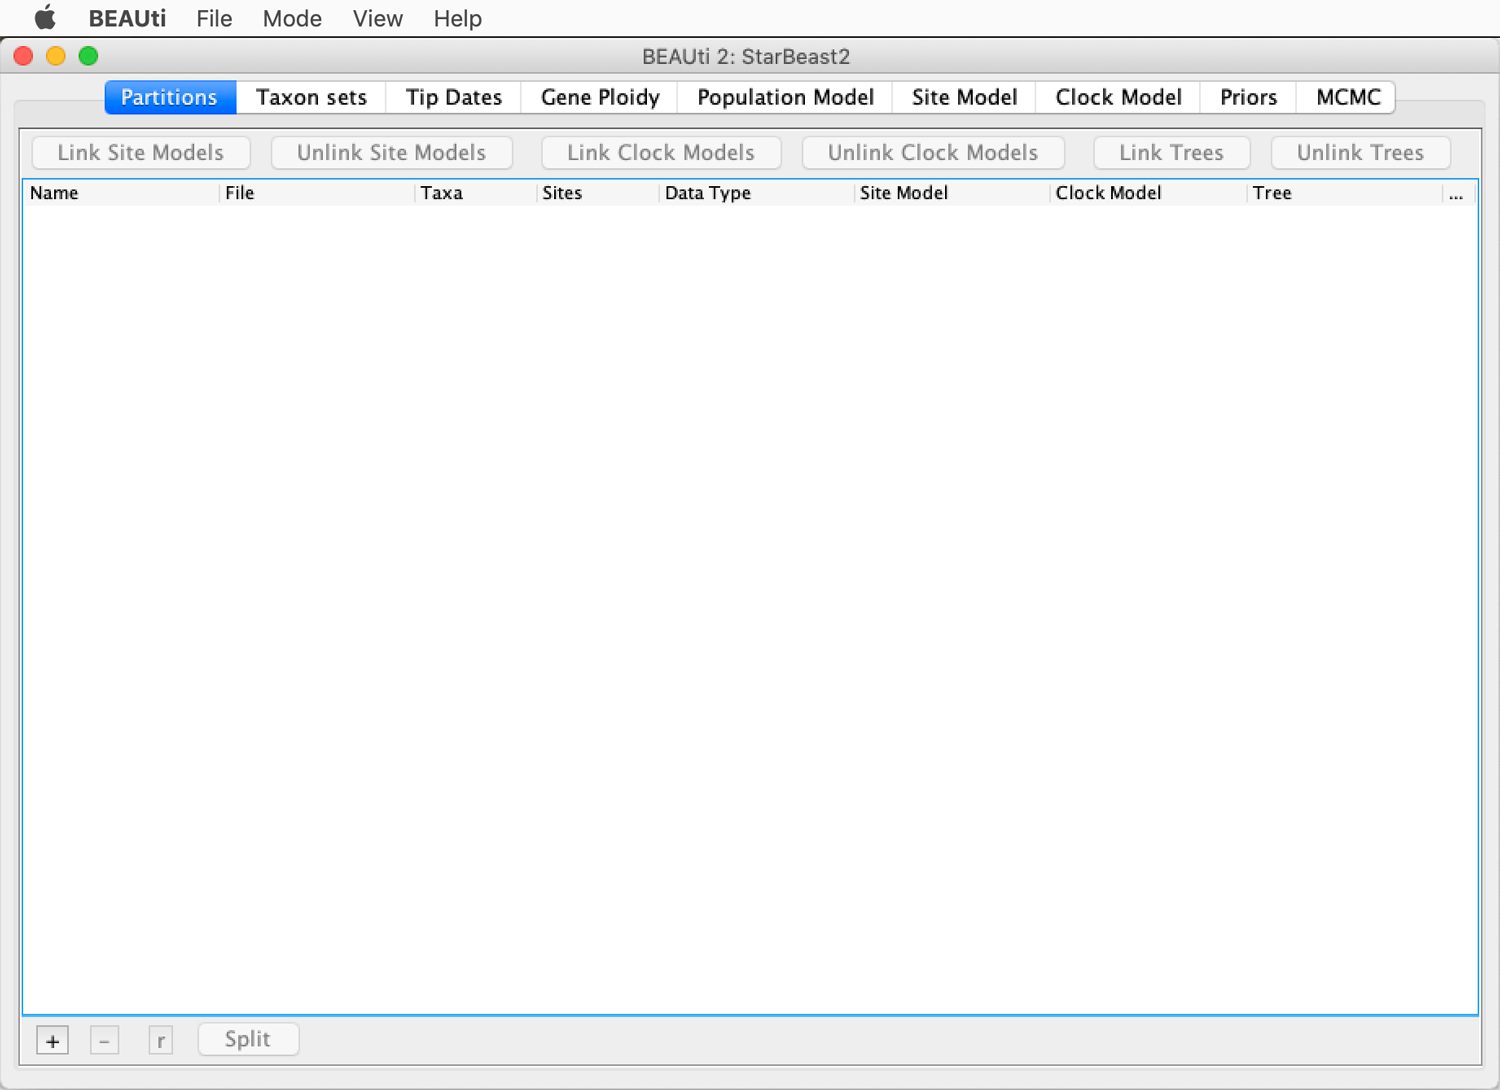 BEAUti File Mode View Help
BEAUti 2: StarBeast2
Partitions Taxon sets Tip Dates Gene Ploidy Population Model Site Model Clock Model Priors MCMC
Link Site Models Unlink Site Models Link Clock Models Unlink Clock Models Link Trees Unlink Trees
Name File Taxa Sites Data Type Site Model Clock Model Tree ...
+ - r Split